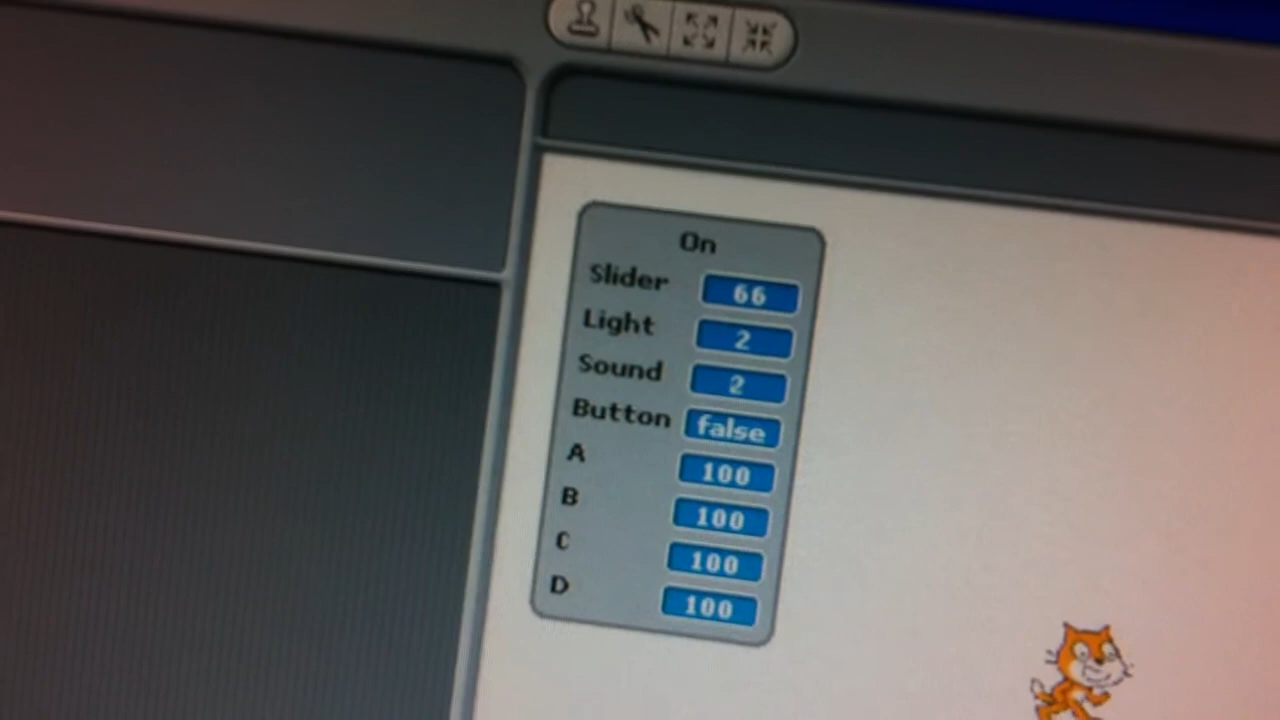 On
Slider 66
Light 2
Sound 2
Button false
A 100
B 100
C 100
D 100